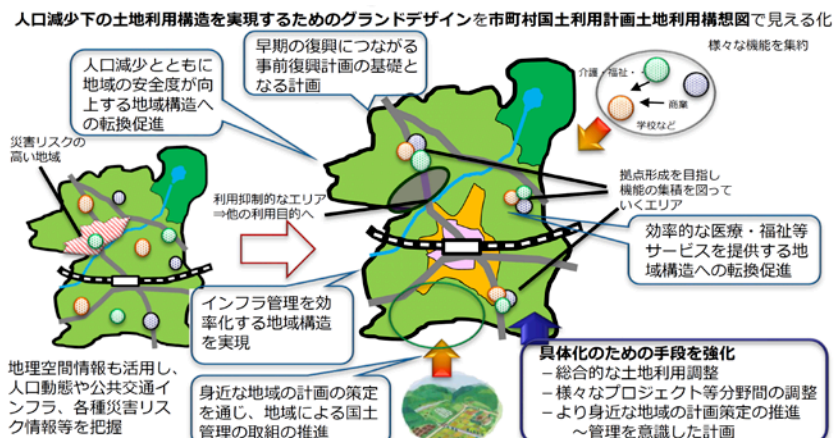 人口減少下の土地利用構造を実現するためのグランドデザインを市町村国土利用計画土地利用構想図で見える化
人口減少とともに
地域の安全度が向
上する地域構造へ
の転換促進
早期の復興につながる
事前復興計画の基礎と
なる計画
様々な機能を集約
介護・福祉・・
商業
学校など
災害リスクの
高い地域
利用抑制的なエリア
⇒他の利用目的へ
拠点形成を目指し
機能の集積を図って
いくエリア
効率的な医療・福祉等
サービスを提供する地
域構造への転換促進
インフラ管理を効
率化する地域構造
を実現
地理空間情報も活用し、
人口動態や公共交通イ
ンフラ、各種災害リス
ク情報等を把握
身近な地域の計画の策定
を通じ、地域による国土
管理の取組の推進
具体化のための手段を強化
－総合的な土地利用調整
－様々なプロジェクト等分野間の調整
－より身近な地域の計画策定の推進
～管理を意識した計画